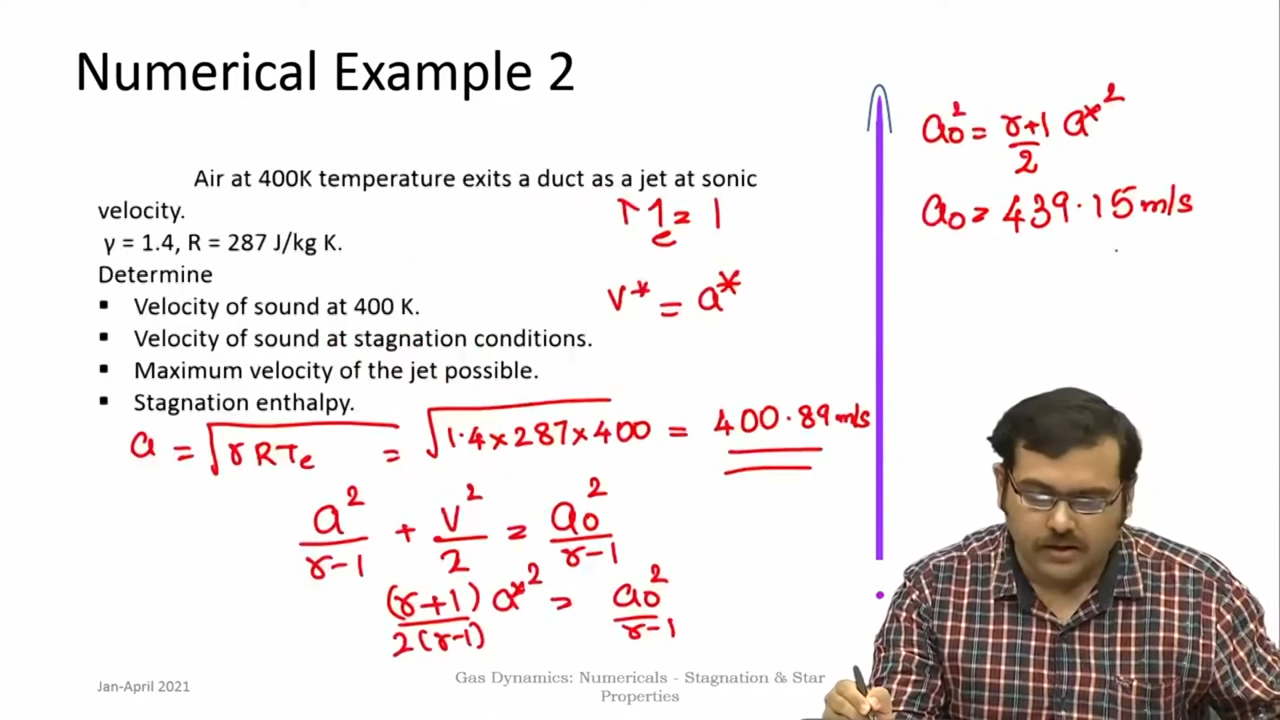 Numerical Example 2
Air at 400K temperature exits a duct as a jet at sonic
velocity.
γ = 1.4, R = 287 J/kg K.
Determine
▪ Velocity of sound at 400 K.
▪ Velocity of sound at stagnation conditions.
▪ Maximum velocity of the jet possible.
▪ Stagnation enthalpy.
M_e = 1
V* = a*
a = √(γRT_e) = √(1.4×287×400) = 400.89 m/s
a²/(γ-1) + V²/2 = a₀²/(γ-1)
(γ+1)/2(γ-1) a*² = a₀²/(γ-1)
a₀² = (γ+1)/2 a*²
a₀ = 439.15 m/s
Jan-April 2021
Gas Dynamics: Numericals - Stagnation & Star
Properties